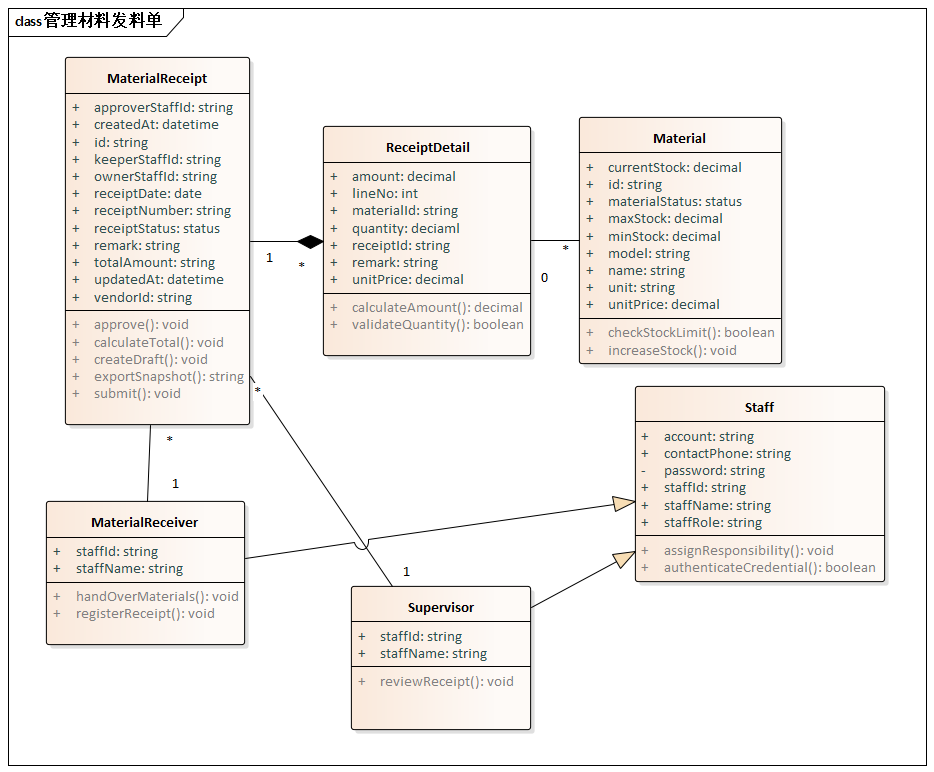 class 管理材料发料单
MaterialReceipt
+ approverStaffId: string
+ createdAt: datetime
+ id: string
+ keeperStaffId: string
+ ownerStaffId: string
+ receiptDate: date
+ receiptNumber: string
+ receiptStatus: status
+ remark: string
+ totalAmount: string
+ updatedAt: datetime
+ vendorId: string
+ approve(): void
+ calculateTotal(): void
+ createDraft(): void
+ exportSnapshot(): string
+ submit(): void
1
*
ReceiptDetail
+ amount: decimal
+ lineNo: int
+ materialId: string
+ quantity: deciaml
+ receiptId: string
+ remark: string
+ unitPrice: decimal
+ calculateAmount(): decimal
+ validateQuantity(): boolean
*
0
Material
+ currentStock: decimal
+ id: string
+ materialStatus: status
+ maxStock: decimal
+ minStock: decimal
+ model: string
+ name: string
+ unit: string
+ unitPrice: decimal
+ checkStockLimit(): boolean
+ increaseStock(): void
*
*
1
1
Staff
+ account: string
+ contactPhone: string
- password: string
+ staffId: string
+ staffName: string
+ staffRole: string
+ assignResponsibility(): void
+ authenticateCredential(): boolean
MaterialReceiver
+ staffId: string
+ staffName: string
+ handOverMaterials(): void
+ registerReceipt(): void
Supervisor
+ staffId: string
+ staffName: string
+ reviewReceipt(): void